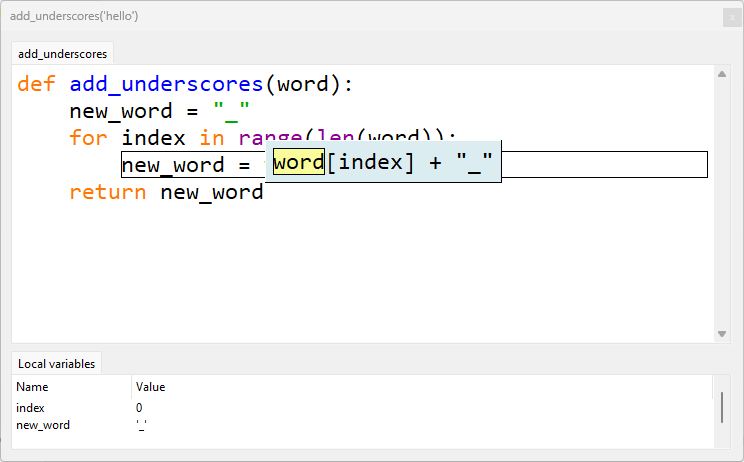 add_underscores('hello')
x
add_underscores
def add_underscores(word):
new_word = "_"
for index in range(len(word)):
new_word = word[index] + "_"
return new_word
Local variables
Name Value
index 0
new_word '_'